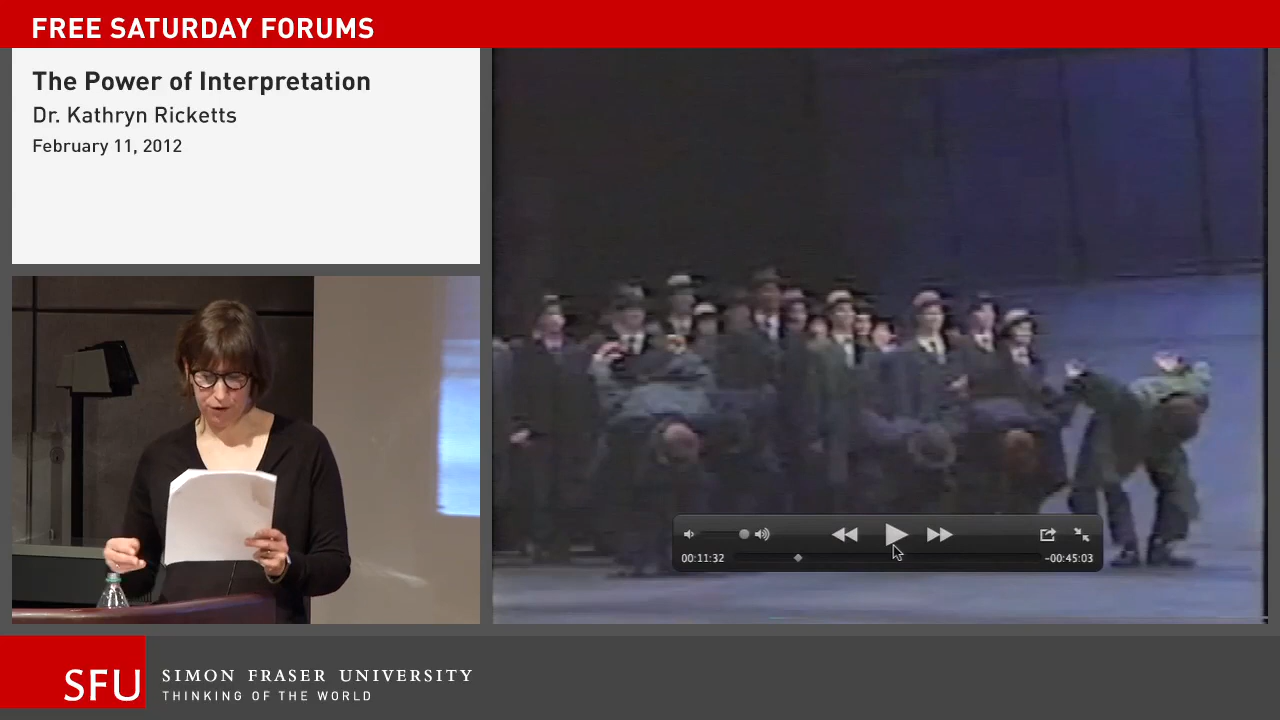 FREE SATURDAY FORUMS
The Power of Interpretation
Dr. Kathryn Ricketts
February 11, 2012
00:11:32
-00:45:03
SFU
SIMON FRASER UNIVERSITY
THINKING OF THE WORLD